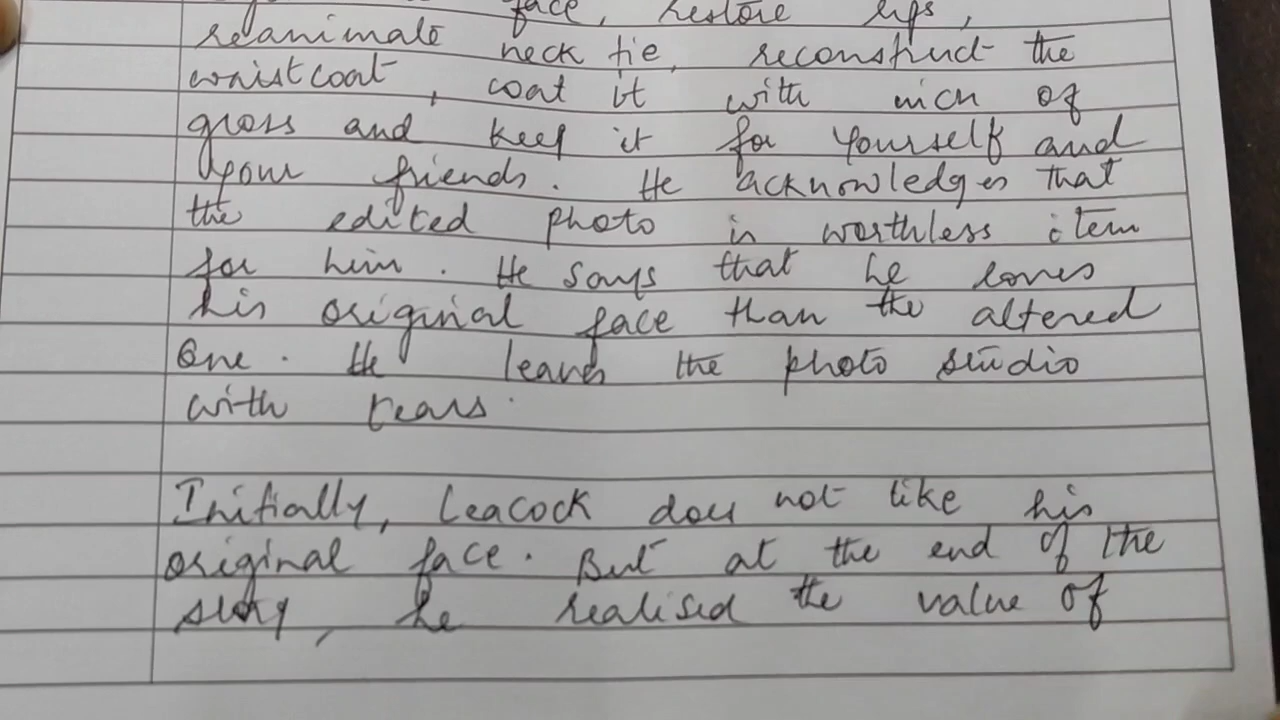 face, restore lips,
reanimate neck tie, reconstruct the
waistcoat, coat it with inch of
gross and keep it for yourself and
your friends. He acknowledges that
the edited photo is worthless item
for him. He says that he loves
his original face than the altered
one. He leaves the photo studio
with tears.
Initially, Leacock does not like his
original face. But at the end of the
story, he realised the value of